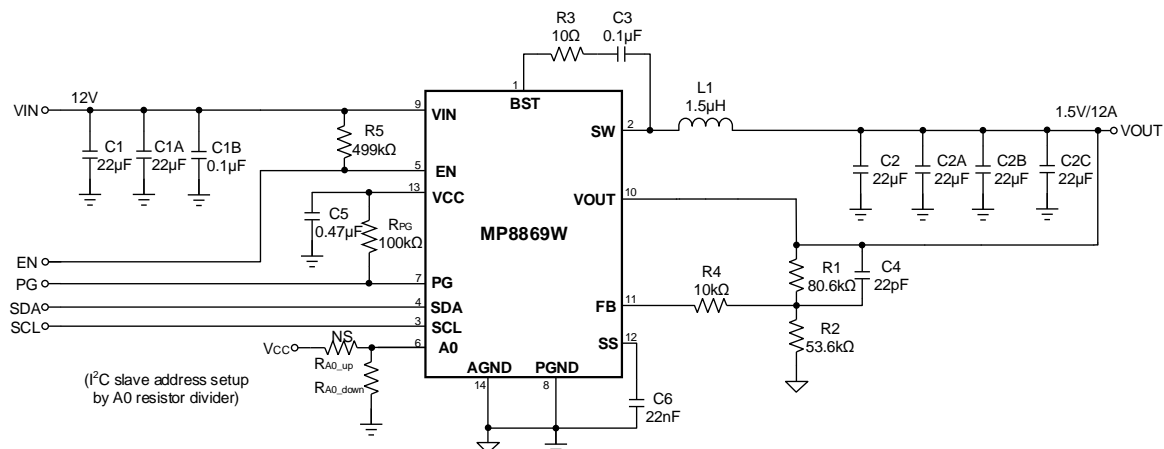 R3
10Ω
C3
0.1µF
1
BST
VIN
12V
9
VIN
C1
22µF
C1A
22µF
C1B
0.1µF
R5
499kΩ
5
EN
13
VCC
C5
0.47µF
RPG
100kΩ
EN
PG
7
PG
SDA
4
SDA
SCL
3
SCL
VCC
NS
6
A0
RA0_up
RA0_down
(I²C slave address setup
by A0 resistor divider)
MP8869W
AGND
14
PGND
8
SW
2
L1
1.5µH
1.5V/12A
VOUT
C2
22µF
C2A
22µF
C2B
22µF
C2C
22µF
VOUT
10
R4
10kΩ
FB
11
R1
80.6kΩ
C4
22pF
R2
53.6kΩ
SS
12
C6
22nF